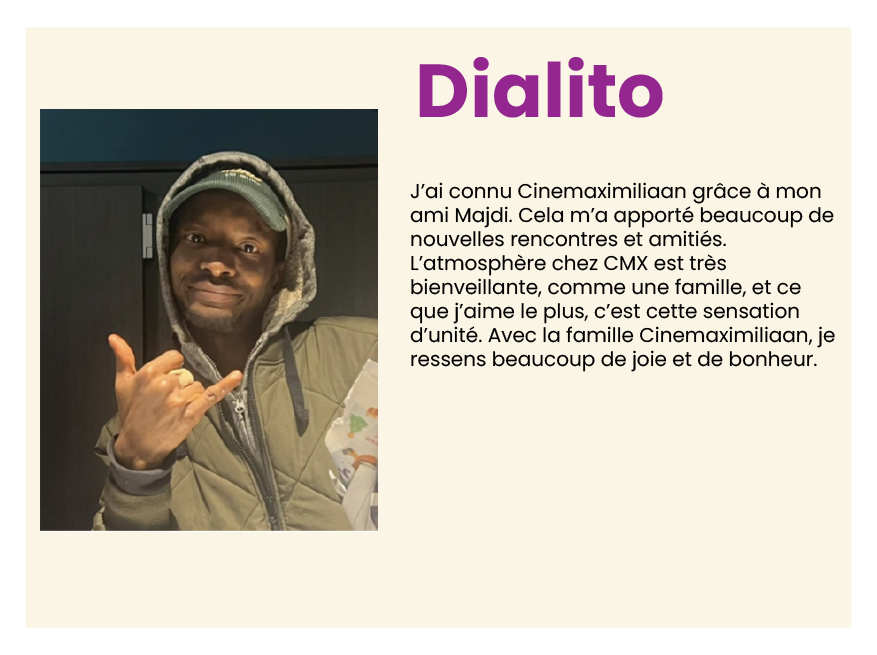 Dialito
J’ai connu Cinemaximiliaan grâce à mon
ami Majdi. Cela m’a apporté beaucoup de
nouvelles rencontres et amitiés.
L’atmosphère chez CMX est très
bienveillante, comme une famille, et ce
que j’aime le plus, c’est cette sensation
d’unité. Avec la famille Cinemaximiliaan, je
ressens beaucoup de joie et de bonheur.